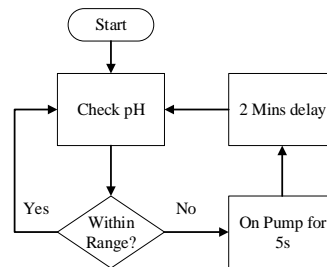 Start
Check pH
2 Mins delay
Yes
Within
Range?
No
On Pump for
5s